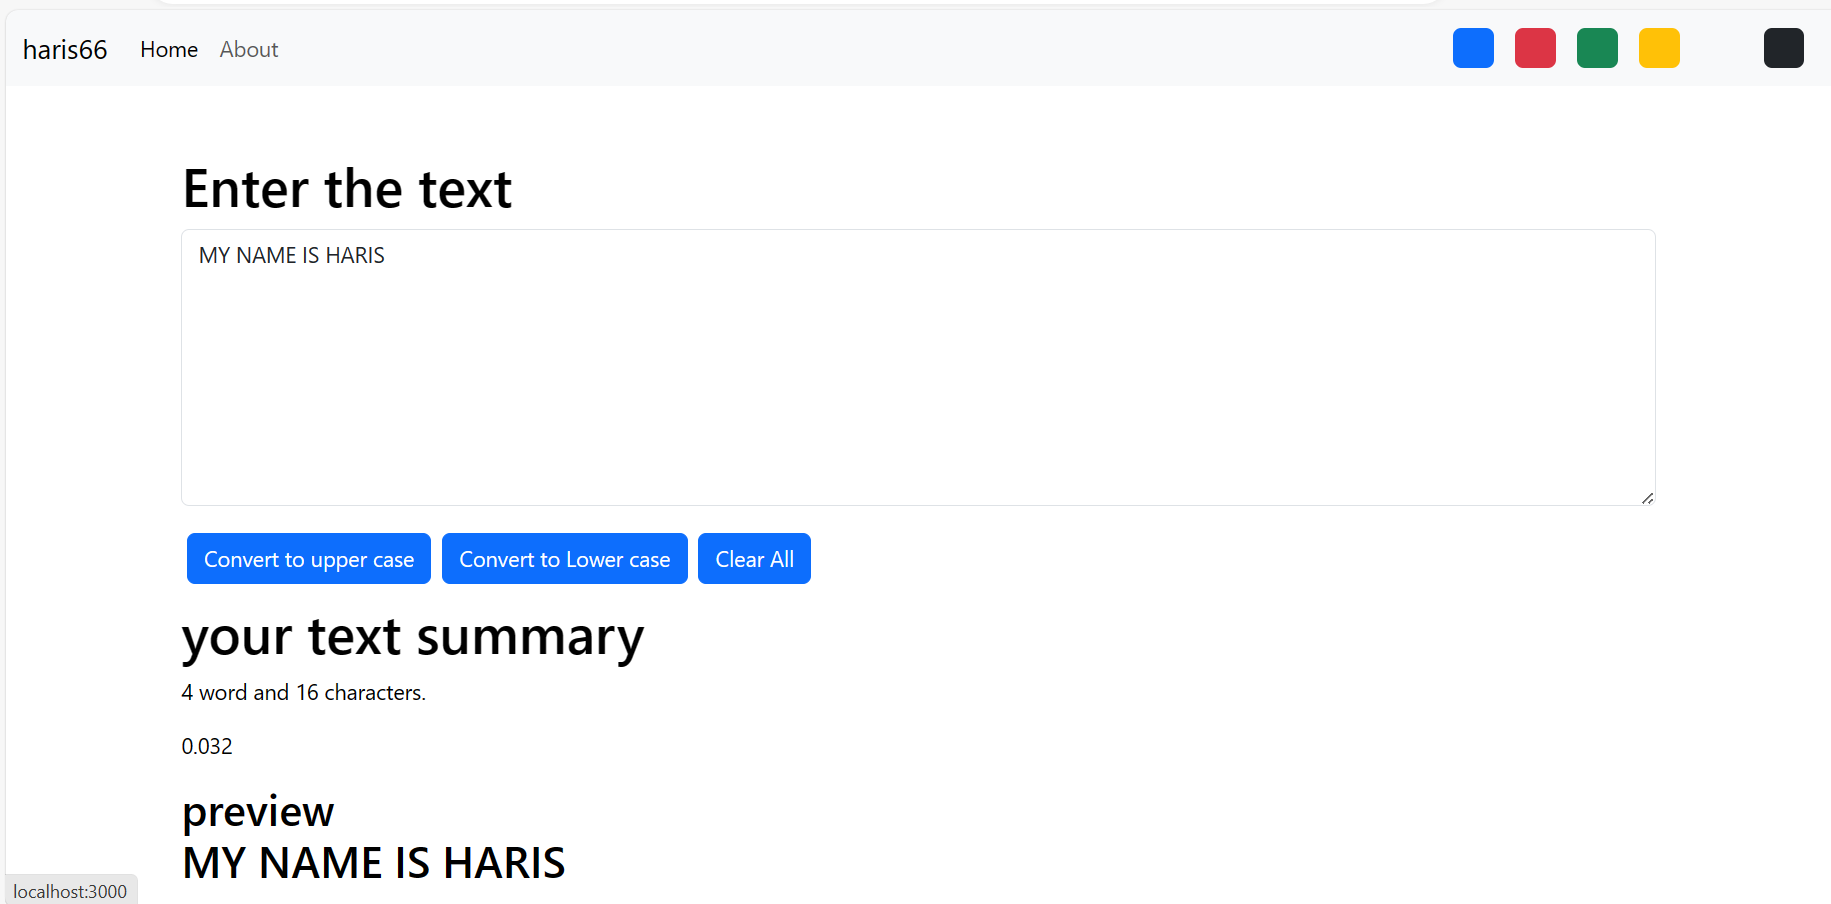 haris66 Home About
Enter the text
MY NAME IS HARIS
Convert to upper case Convert to Lower case Clear All
your text summary
4 word and 16 characters.
0.032
preview
MY NAME IS HARIS
localhost:3000